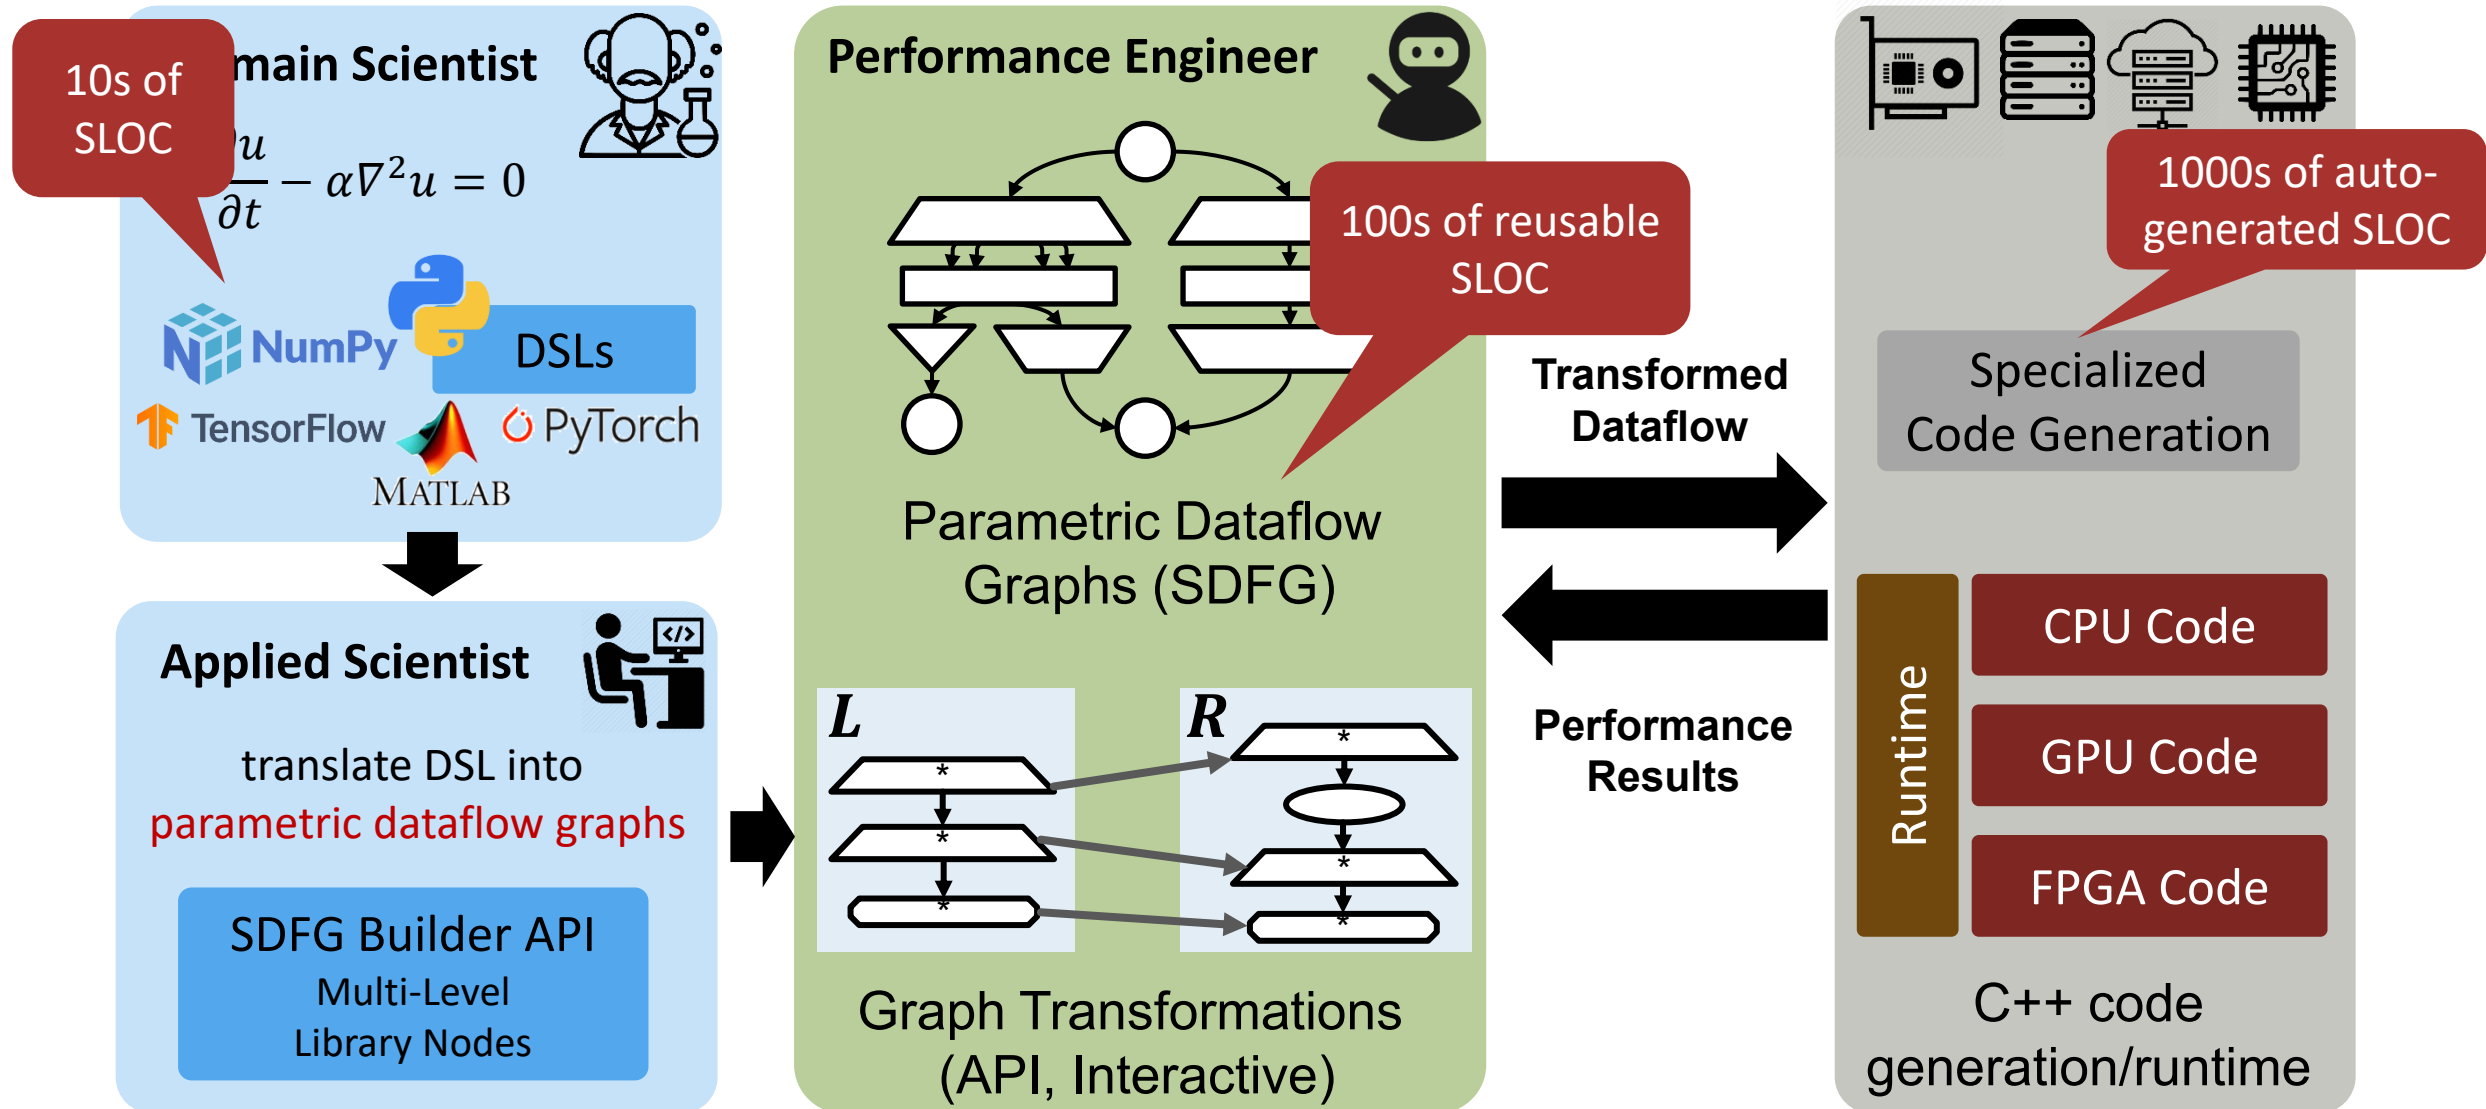 10s of
SLOC
main Scientist
∂u
∂t
− α∇²u = 0
NumPy
DSLs
TensorFlow
PyTorch
MATLAB
Applied Scientist
</>
translate DSL into
parametric dataflow graphs
SDFG Builder API
Multi-Level
Library Nodes
Performance Engineer
100s of reusable
SLOC
Parametric Dataflow
Graphs (SDFG)
L
*
*
*
R
*
*
*
Graph Transformations
(API, Interactive)
Transformed
Dataflow
Performance
Results
1000s of auto-
generated SLOC
Specialized
Code Generation
Runtime
CPU Code
GPU Code
FPGA Code
C++ code
generation/runtime